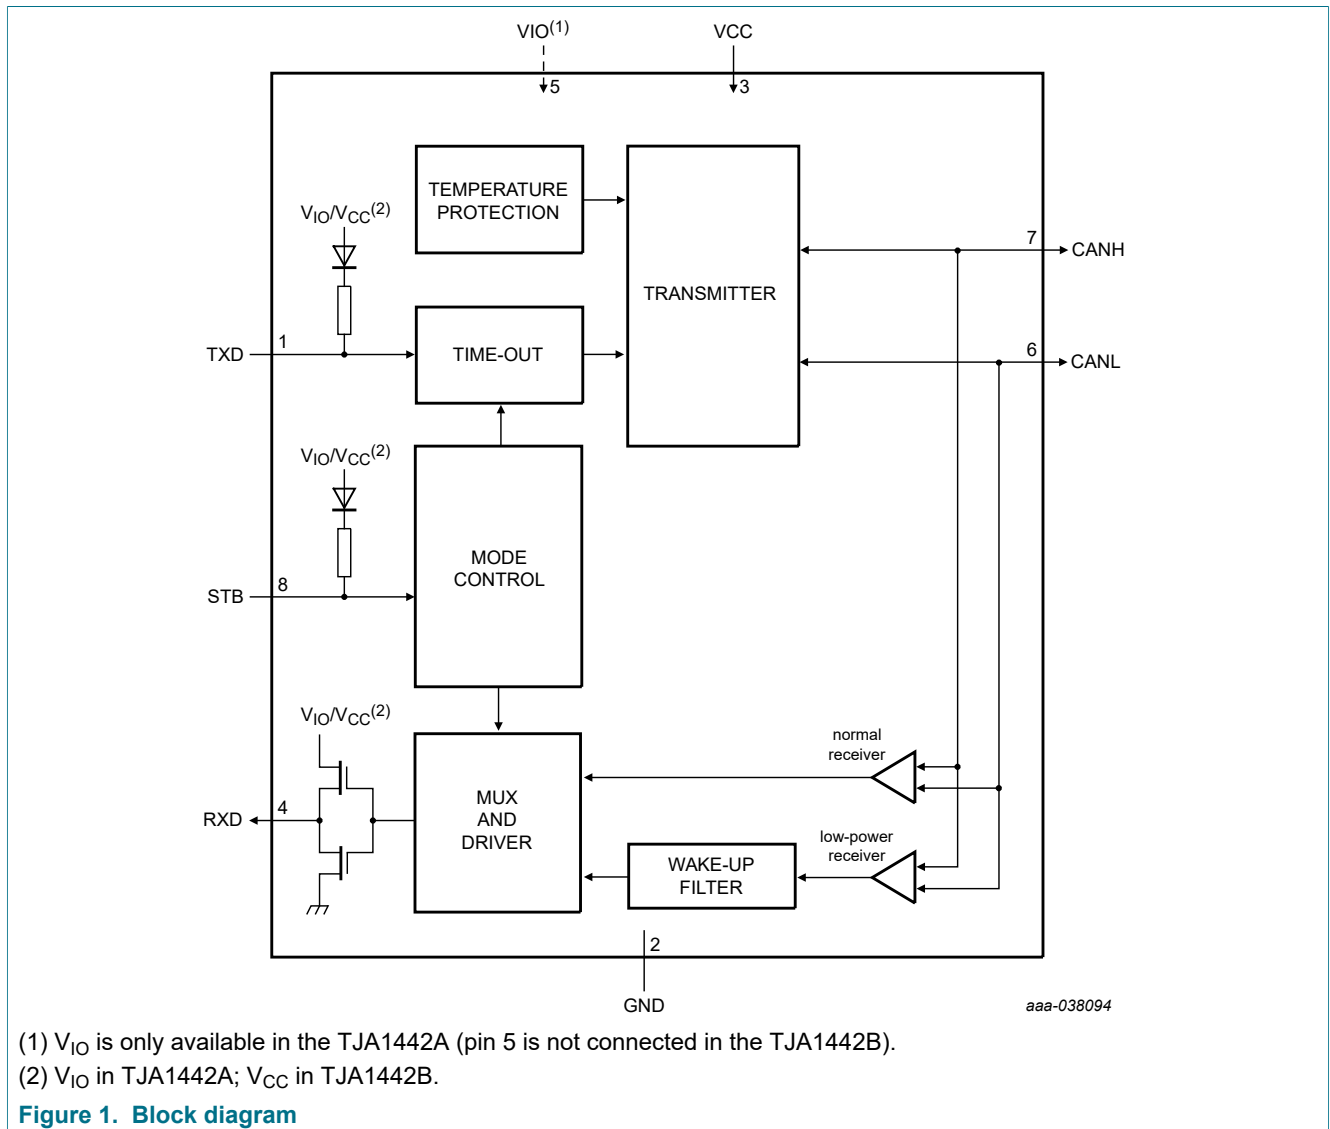 VIO(1)
VCC
5
3
TEMPERATURE
PROTECTION
VIO/VCC(2)
7
CANH
TRANSMITTER
TXD
1
TIME-OUT
6
CANL
VIO/VCC(2)
MODE
CONTROL
STB
8
VIO/VCC(2)
normal
receiver
RXD
4
MUX
AND
DRIVER
low-power
receiver
WAKE-UP
FILTER
2
GND
aaa-038094
(1) VIO is only available in the TJA1442A (pin 5 is not connected in the TJA1442B).
(2) VIO in TJA1442A; VCC in TJA1442B.
Figure 1. Block diagram